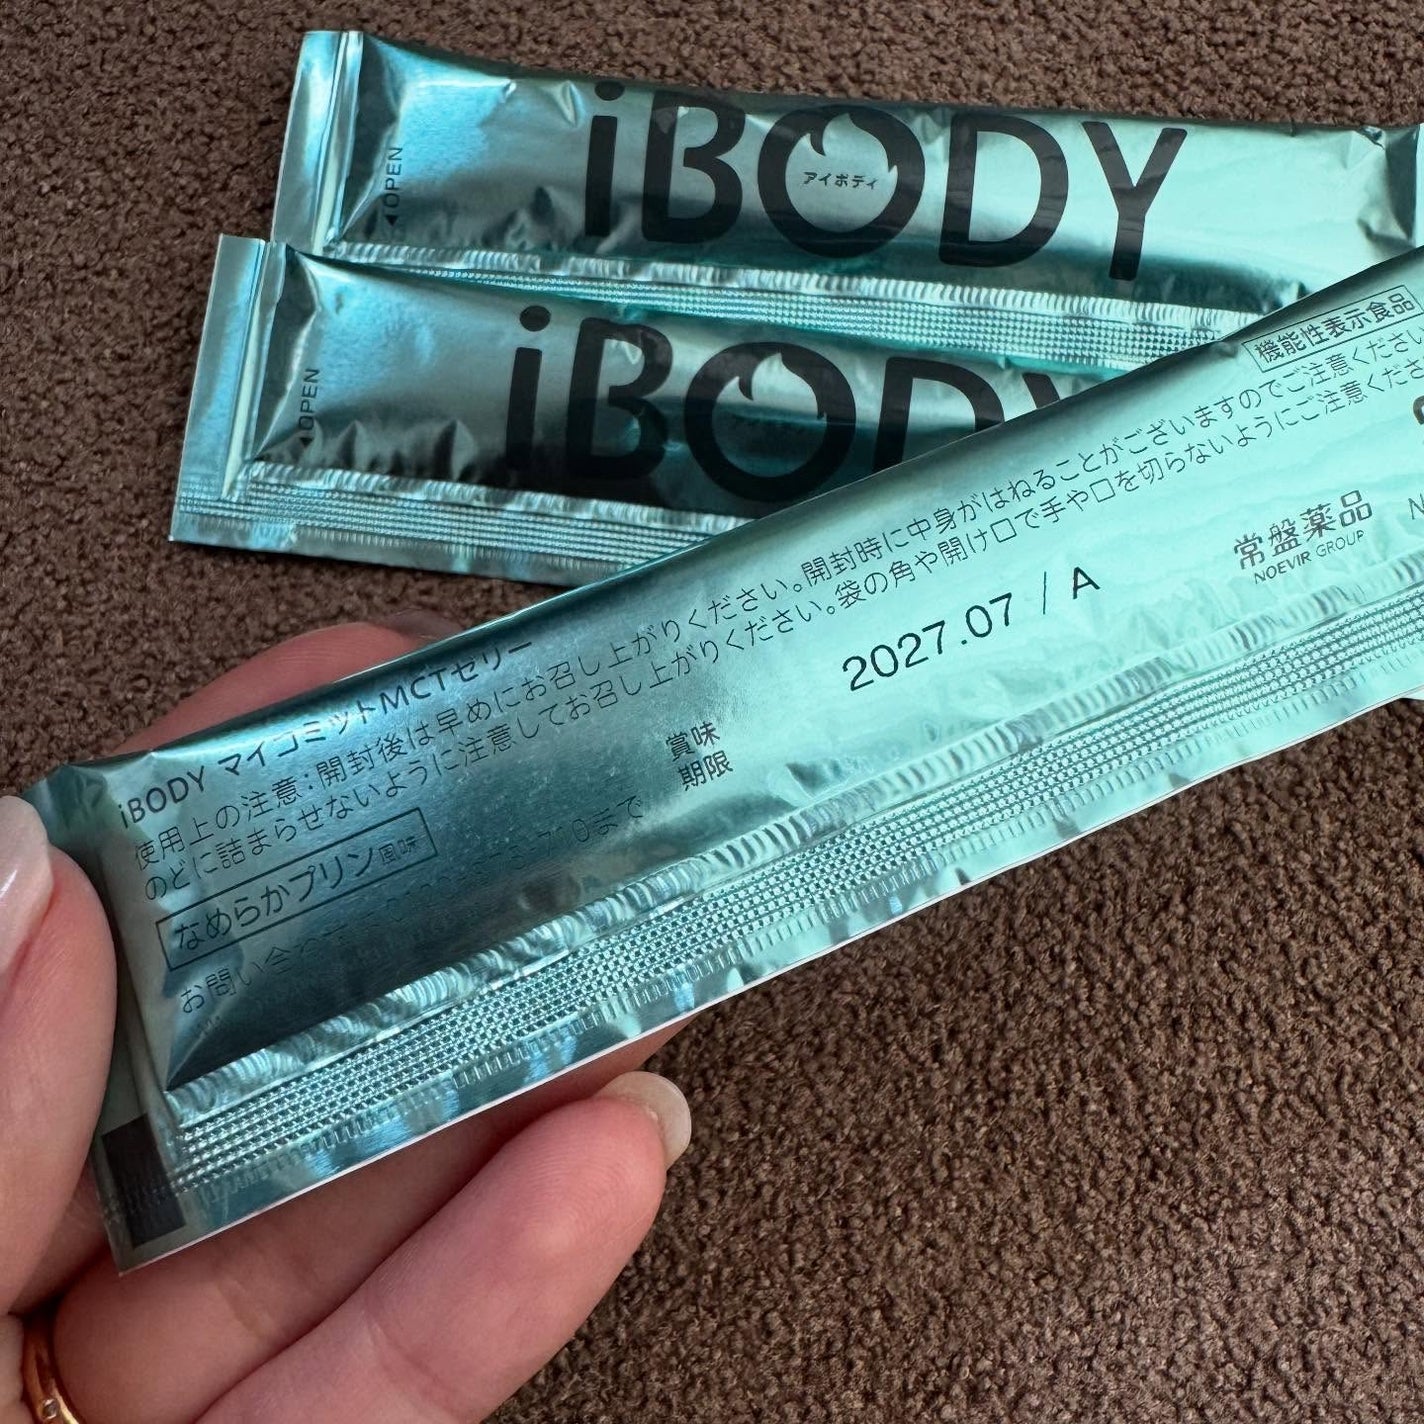 ◀OPEN
iBODY
アイボディ
◀OPEN
iBODY
機能性表示食品
iBODY マイコミットMCTゼリー
使用上の注意：開封後は早めにお召し上がりください。開封時に中身がはねることがございますのでご注意ください
のどに詰まらせないように注意してお召し上がりください。袋の角や開け口で手や口を切らないようにご注意くださ
なめらかプリン風味
お問い合わせ
まで
賞味
期限
2027.07 / A
常盤薬品
NOEVIR GROUP